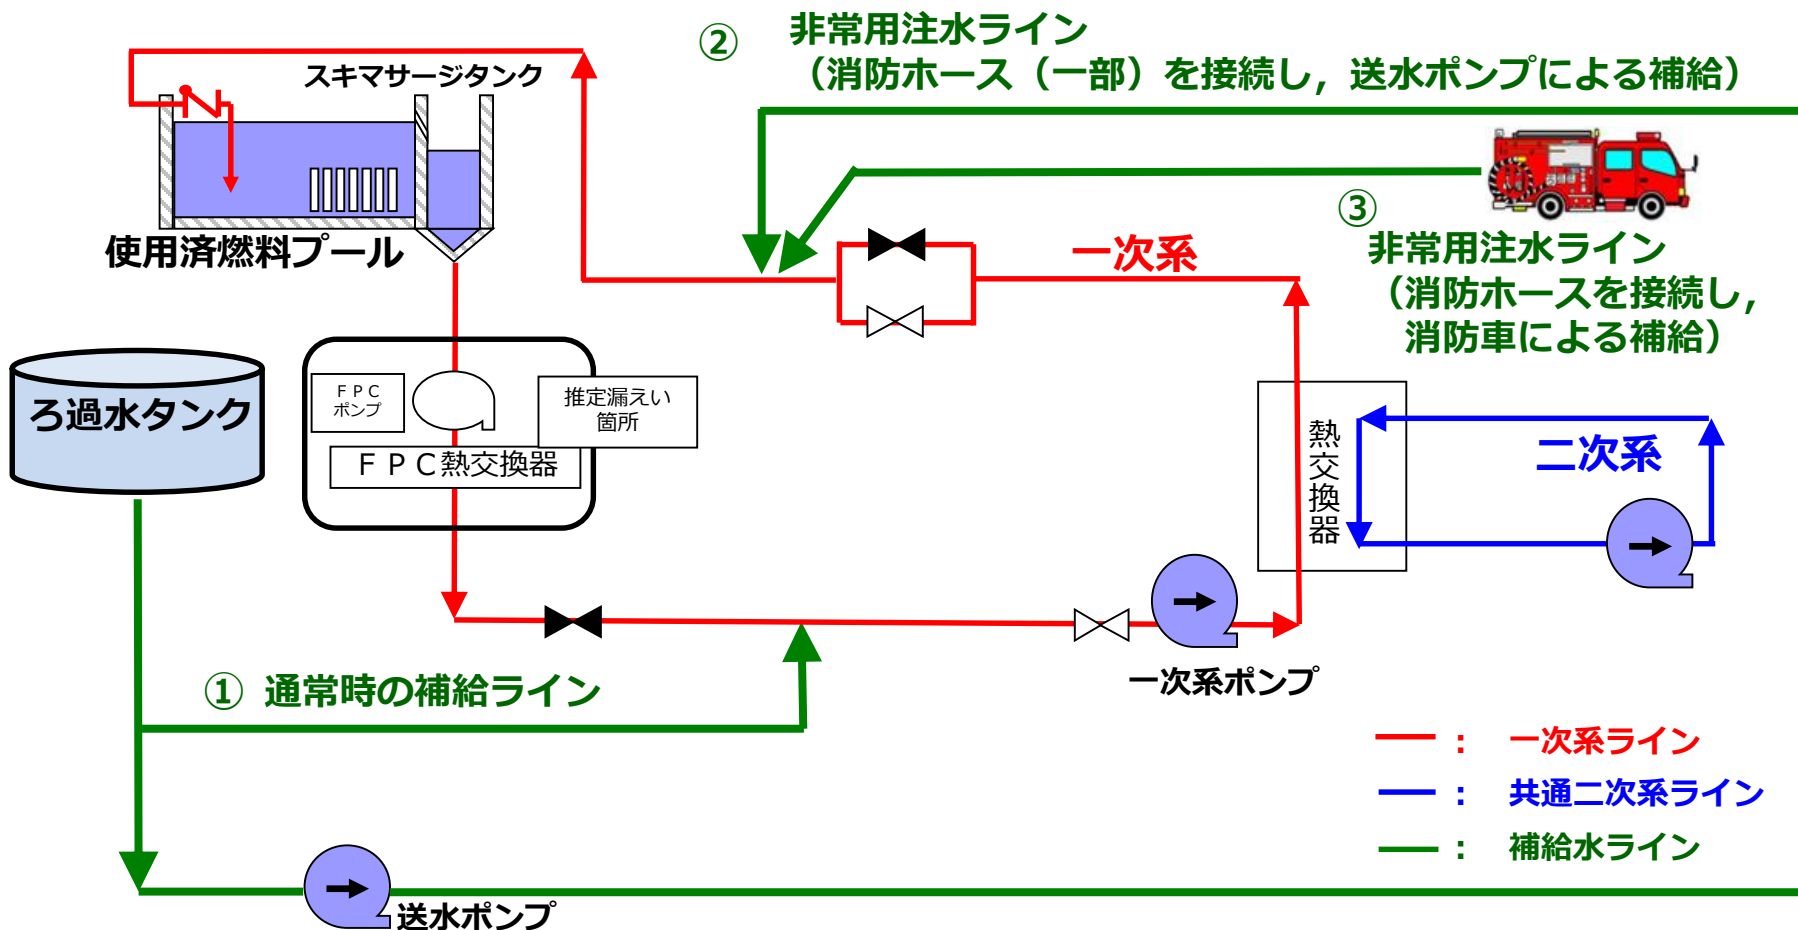 ② 非常用注水ライン
（消防ホース（一部）を接続し，送水ポンプによる補給）
スキマサージタンク
使用済燃料プール
③
非常用注水ライン
（消防ホースを接続し，
消防車による補給）
一次系
ろ過水タンク
ＦＰＣ
ポンプ
推定漏えい
箇所
ＦＰＣ熱交換器
熱交換器
二次系
一次系ポンプ
① 通常時の補給ライン
： 一次系ライン
： 共通二次系ライン
： 補給水ライン
送水ポンプ